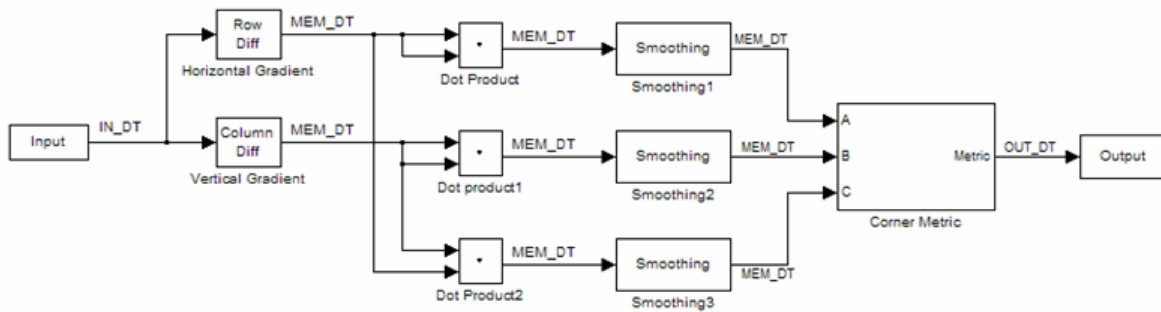 Row
Diff
MEM_DT
Horizontal Gradient
MEM_DT
Dot Product
Smoothing
MEM_DT
Smoothing1
Input
IN_DT
Column
Diff
MEM_DT
Vertical Gradient
MEM_DT
Dot product1
Smoothing
MEM_DT
Smoothing2
A
B
C
Metric
OUT_DT
Corner Metric
Output
MEM_DT
Dot Product2
Smoothing
MEM_DT
Smoothing3